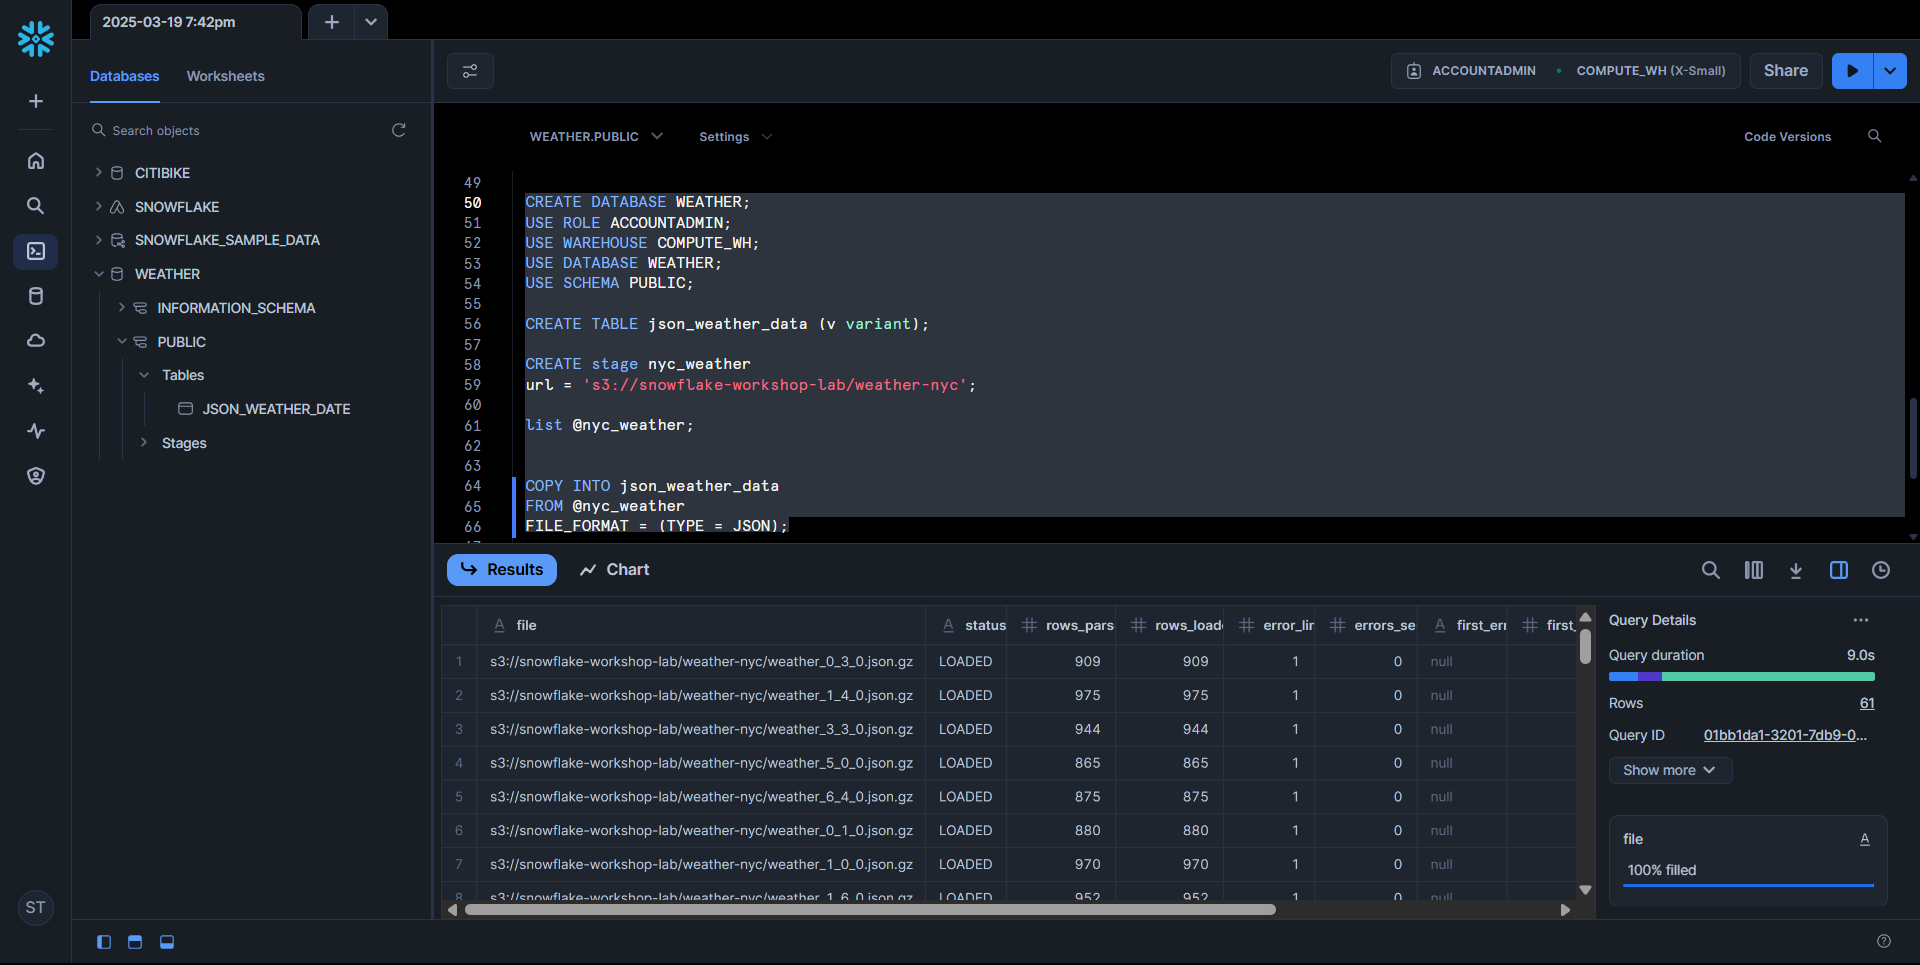 2025-03-19 7:42pm
Databases
Worksheets
ACCOUNTADMIN
COMPUTE_WH (X-Small)
Share
Search objects
CITIBIKE
SNOWFLAKE
SNOWFLAKE_SAMPLE_DATA
WEATHER
INFORMATION_SCHEMA
PUBLIC
Tables
JSON_WEATHER_DATE
Stages
ST
WEATHER.PUBLIC
Settings
Code Versions
49
50 CREATE DATABASE WEATHER;
51 USE ROLE ACCOUNTADMIN;
52 USE WAREHOUSE COMPUTE_WH;
53 USE DATABASE WEATHER;
54 USE SCHEMA PUBLIC;
55
56 CREATE TABLE json_weather_data (v variant);
57
58 CREATE stage nyc_weather
59 url = 's3://snowflake-workshop-lab/weather-nyc';
60
61 list @nyc_weather;
62
63
64 COPY INTO json_weather_data
65 FROM @nyc_weather
66 FILE_FORMAT = (TYPE = JSON);
Results
Chart
A file A status # rows_pars # rows_load # error_lir # errors_se A first_err # first_
1 s3://snowflake-workshop-lab/weather-nyc/weather_0_3_0.json.gz LOADED 909 909 1 0 null
2 s3://snowflake-workshop-lab/weather-nyc/weather_1_4_0.json.gz LOADED 975 975 1 0 null
3 s3://snowflake-workshop-lab/weather-nyc/weather_3_3_0.json.gz LOADED 944 944 1 0 null
4 s3://snowflake-workshop-lab/weather-nyc/weather_5_0_0.json.gz LOADED 865 865 1 0 null
5 s3://snowflake-workshop-lab/weather-nyc/weather_6_4_0.json.gz LOADED 875 875 1 0 null
6 s3://snowflake-workshop-lab/weather-nyc/weather_0_1_0.json.gz LOADED 880 880 1 0 null
7 s3://snowflake-workshop-lab/weather-nyc/weather_1_0_0.json.gz LOADED 970 970 1 0 null
8 s3://snowflake-workshop-lab/weather-nyc/weather_1_6_0.json.gz LOADED 952 952 1 0 null
Query Details
...
Query duration 9.0s
Rows 61
Query ID 01bb1da1-3201-7db9-0...
Show more
file A
100% filled